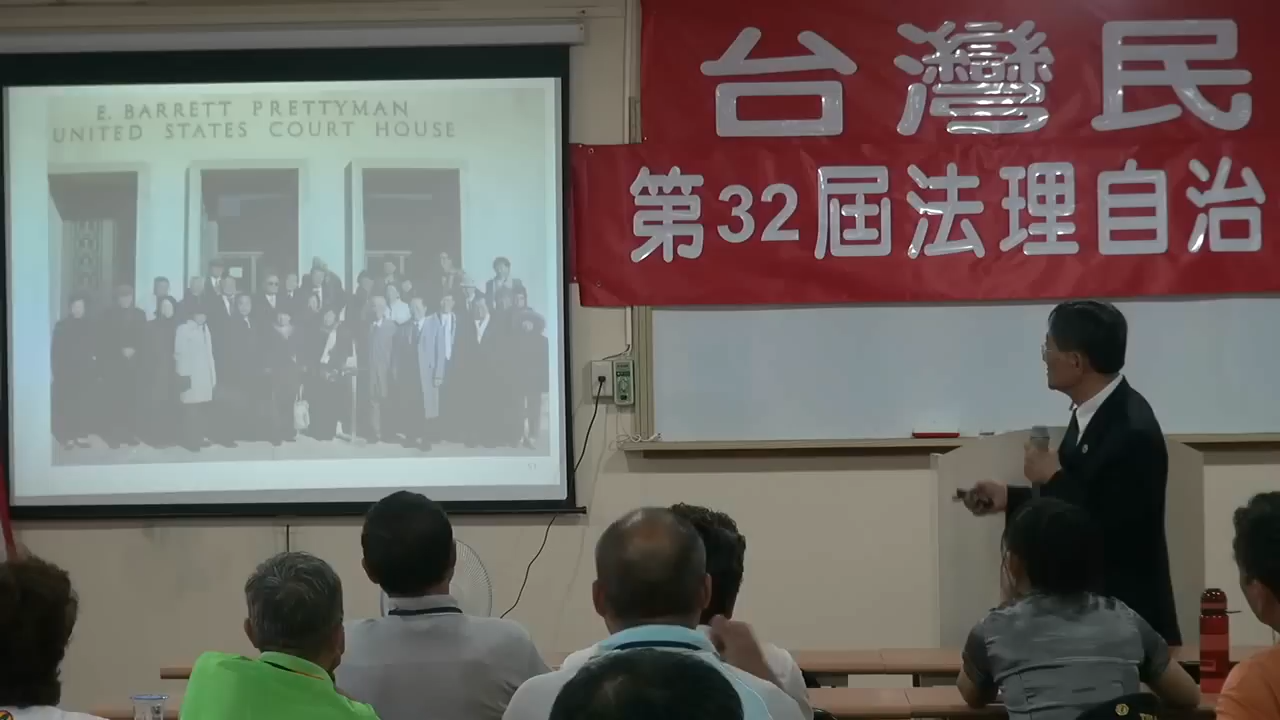 E. BARRETT PRETTYMAN
UNITED STATES COURT HOUSE
台灣民
第32屆法理自治